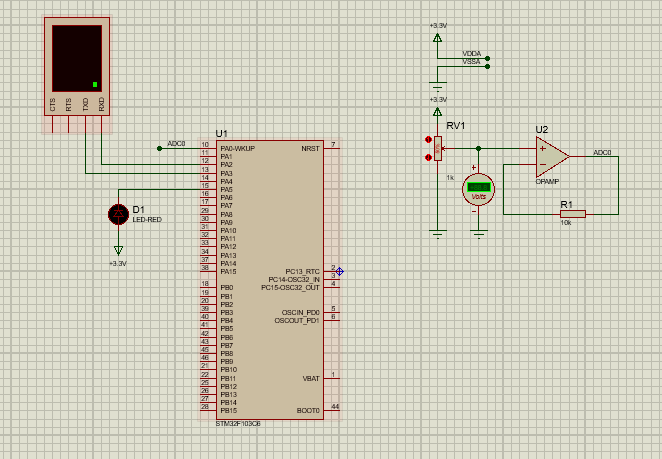 CTS
RTS
TXD
RXD
+3.3V
VDDA
VSSA
+3.3V
RV1
1k
+
Volts
-
U2
+
-
OPAMP
ADC0
R1
10k
ADC0
D1
LED-RED
+3.3V
U1
10 PA0-WKUP
11 PA1
12 PA2
13 PA3
14 PA4
15 PA5
16 PA6
17 PA7
29 PA8
30 PA9
31 PA10
32 PA11
33 PA12
34 PA13
37 PA14
38 PA15
18 PB0
19 PB1
20 PB2
39 PB3
40 PB4
41 PB5
42 PB6
43 PB7
45 PB8
46 PB9
21 PB10
22 PB11
25 PB12
26 PB13
27 PB14
28 PB15
NRST 7
PC13_RTC 2
PC14-OSC32_IN 3
PC15-OSC32_OUT 4
OSCIN_PD0 5
OSCOUT_PD1 6
VBAT 1
BOOT0 44
STM32F103C6